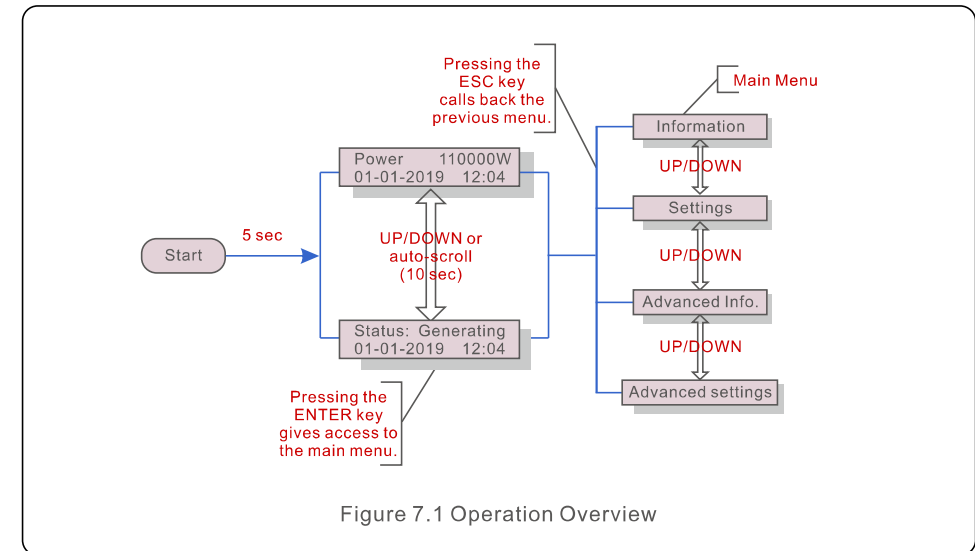 Start
5 sec
Power 110000W
01-01-2019 12:04
UP/DOWN or
auto-scroll
(10 sec)
Status: Generating
01-01-2019 12:04
Pressing the
ENTER key
gives access to
the main menu.
Pressing the
ESC key
calls back the
previous menu.
Main Menu
Information
UP/DOWN
Settings
UP/DOWN
Advanced Info.
UP/DOWN
Advanced settings
Figure 7.1 Operation Overview